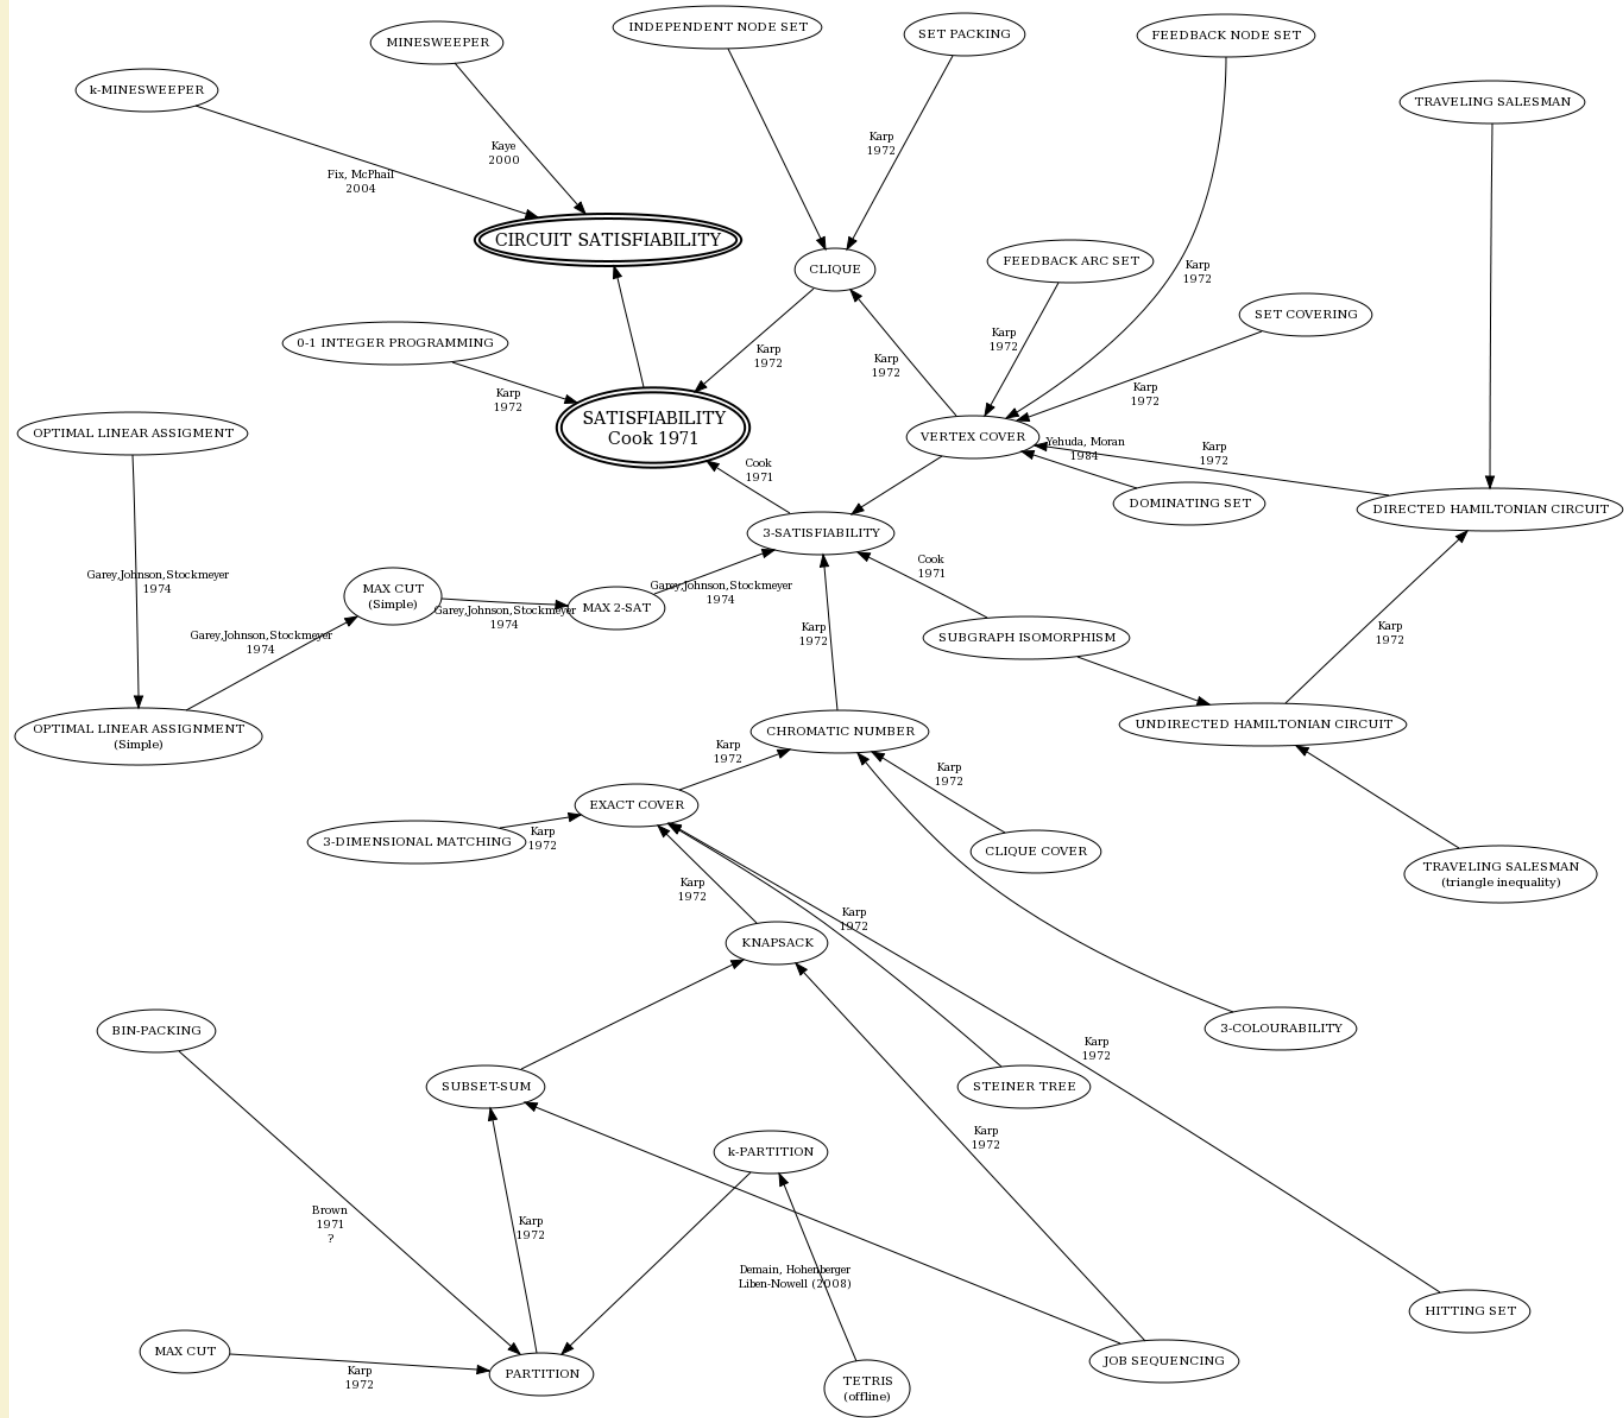 INDEPENDENT NODE SET
SET PACKING
FEEDBACK NODE SET
MINESWEEPER
k-MINESWEEPER
TRAVELING SALESMAN
Karp
1972
Kaye
2000
Fix, McPhail
2004
CIRCUIT SATISFIABILITY
CLIQUE
FEEDBACK ARC SET
Karp
1972
SET COVERING
0-1 INTEGER PROGRAMMING
Karp
1972
Karp
1972
Karp
1972
Karp
1972
Karp
1972
SATISFIABILITY
Cook 1971
OPTIMAL LINEAR ASSIGMENT
VERTEX COVER
Yehuda, Moran
1984
Karp
1972
Cook
1971
DOMINATING SET
DIRECTED HAMILTONIAN CIRCUIT
3-SATISFIABILITY
Cook
1971
Garey,Johnson,Stockmeyer
1974
MAX CUT
(Simple)
Garey,Johnson,Stockmeyer
1974
MAX 2-SAT
Garey,Johnson,Stockmeyer
1974
Garey,Johnson,Stockmeyer
1974
Karp
1972
SUBGRAPH ISOMORPHISM
Karp
1972
OPTIMAL LINEAR ASSIGNMENT
(Simple)
CHROMATIC NUMBER
UNDIRECTED HAMILTONIAN CIRCUIT
Karp
1972
Karp
1972
EXACT COVER
3-DIMENSIONAL MATCHING
Karp
1972
CLIQUE COVER
TRAVELING SALESMAN
(triangle inequality)
Karp
1972
Karp
1972
KNAPSACK
BIN-PACKING
3-COLOURABILITY
Karp
1972
SUBSET-SUM
STEINER TREE
Karp
1972
k-PARTITION
Brown
1971
?
Karp
1972
Demain, Hohenberger
Liben-Nowell (2008)
HITTING SET
MAX CUT
Karp
1972
PARTITION
TETRIS
(offline)
JOB SEQUENCING